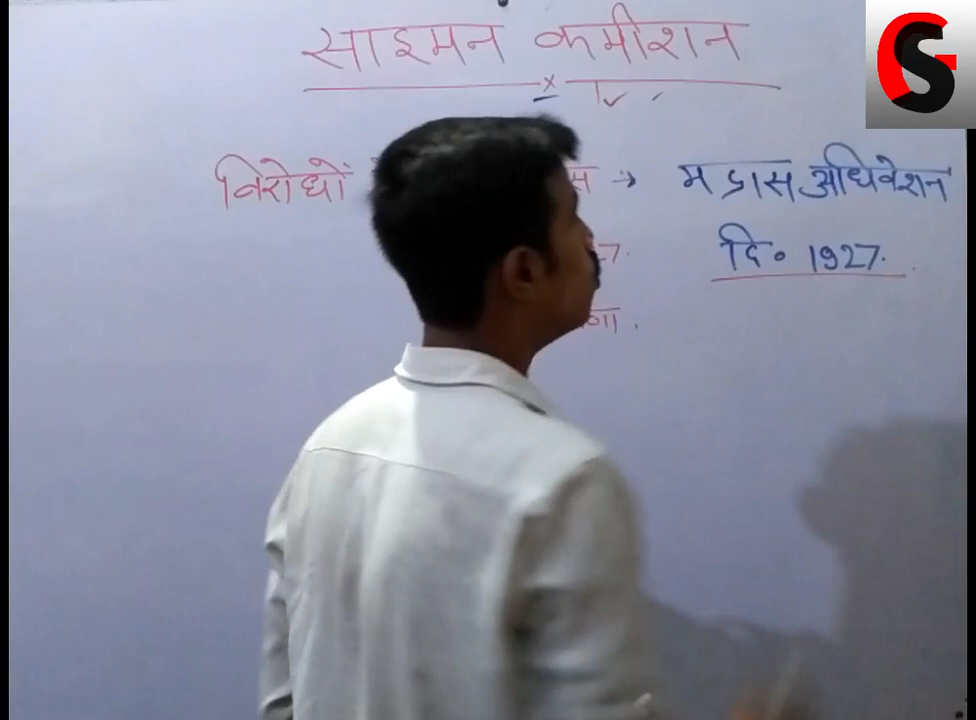 साइमन कमीशन
विरोधों → मद्रास अधिवेशन
दि० 1927.